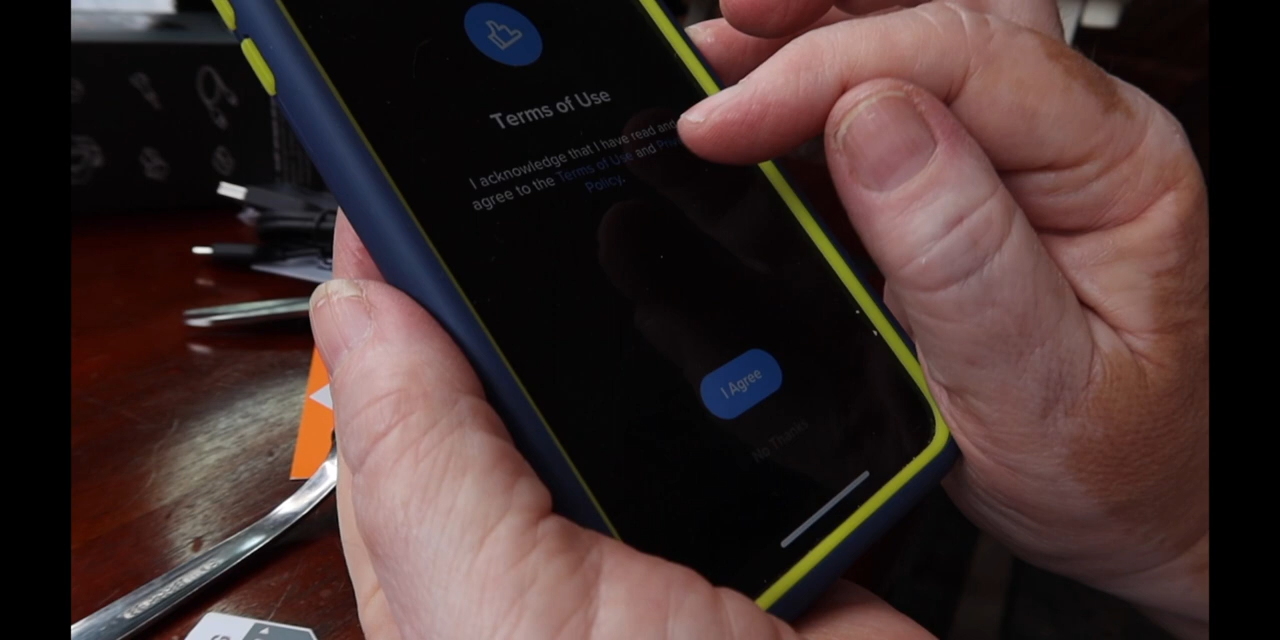 Terms of Use
I acknowledge that I have read and
agree to the Terms of Use and
Policy.
I Agree
No Thanks